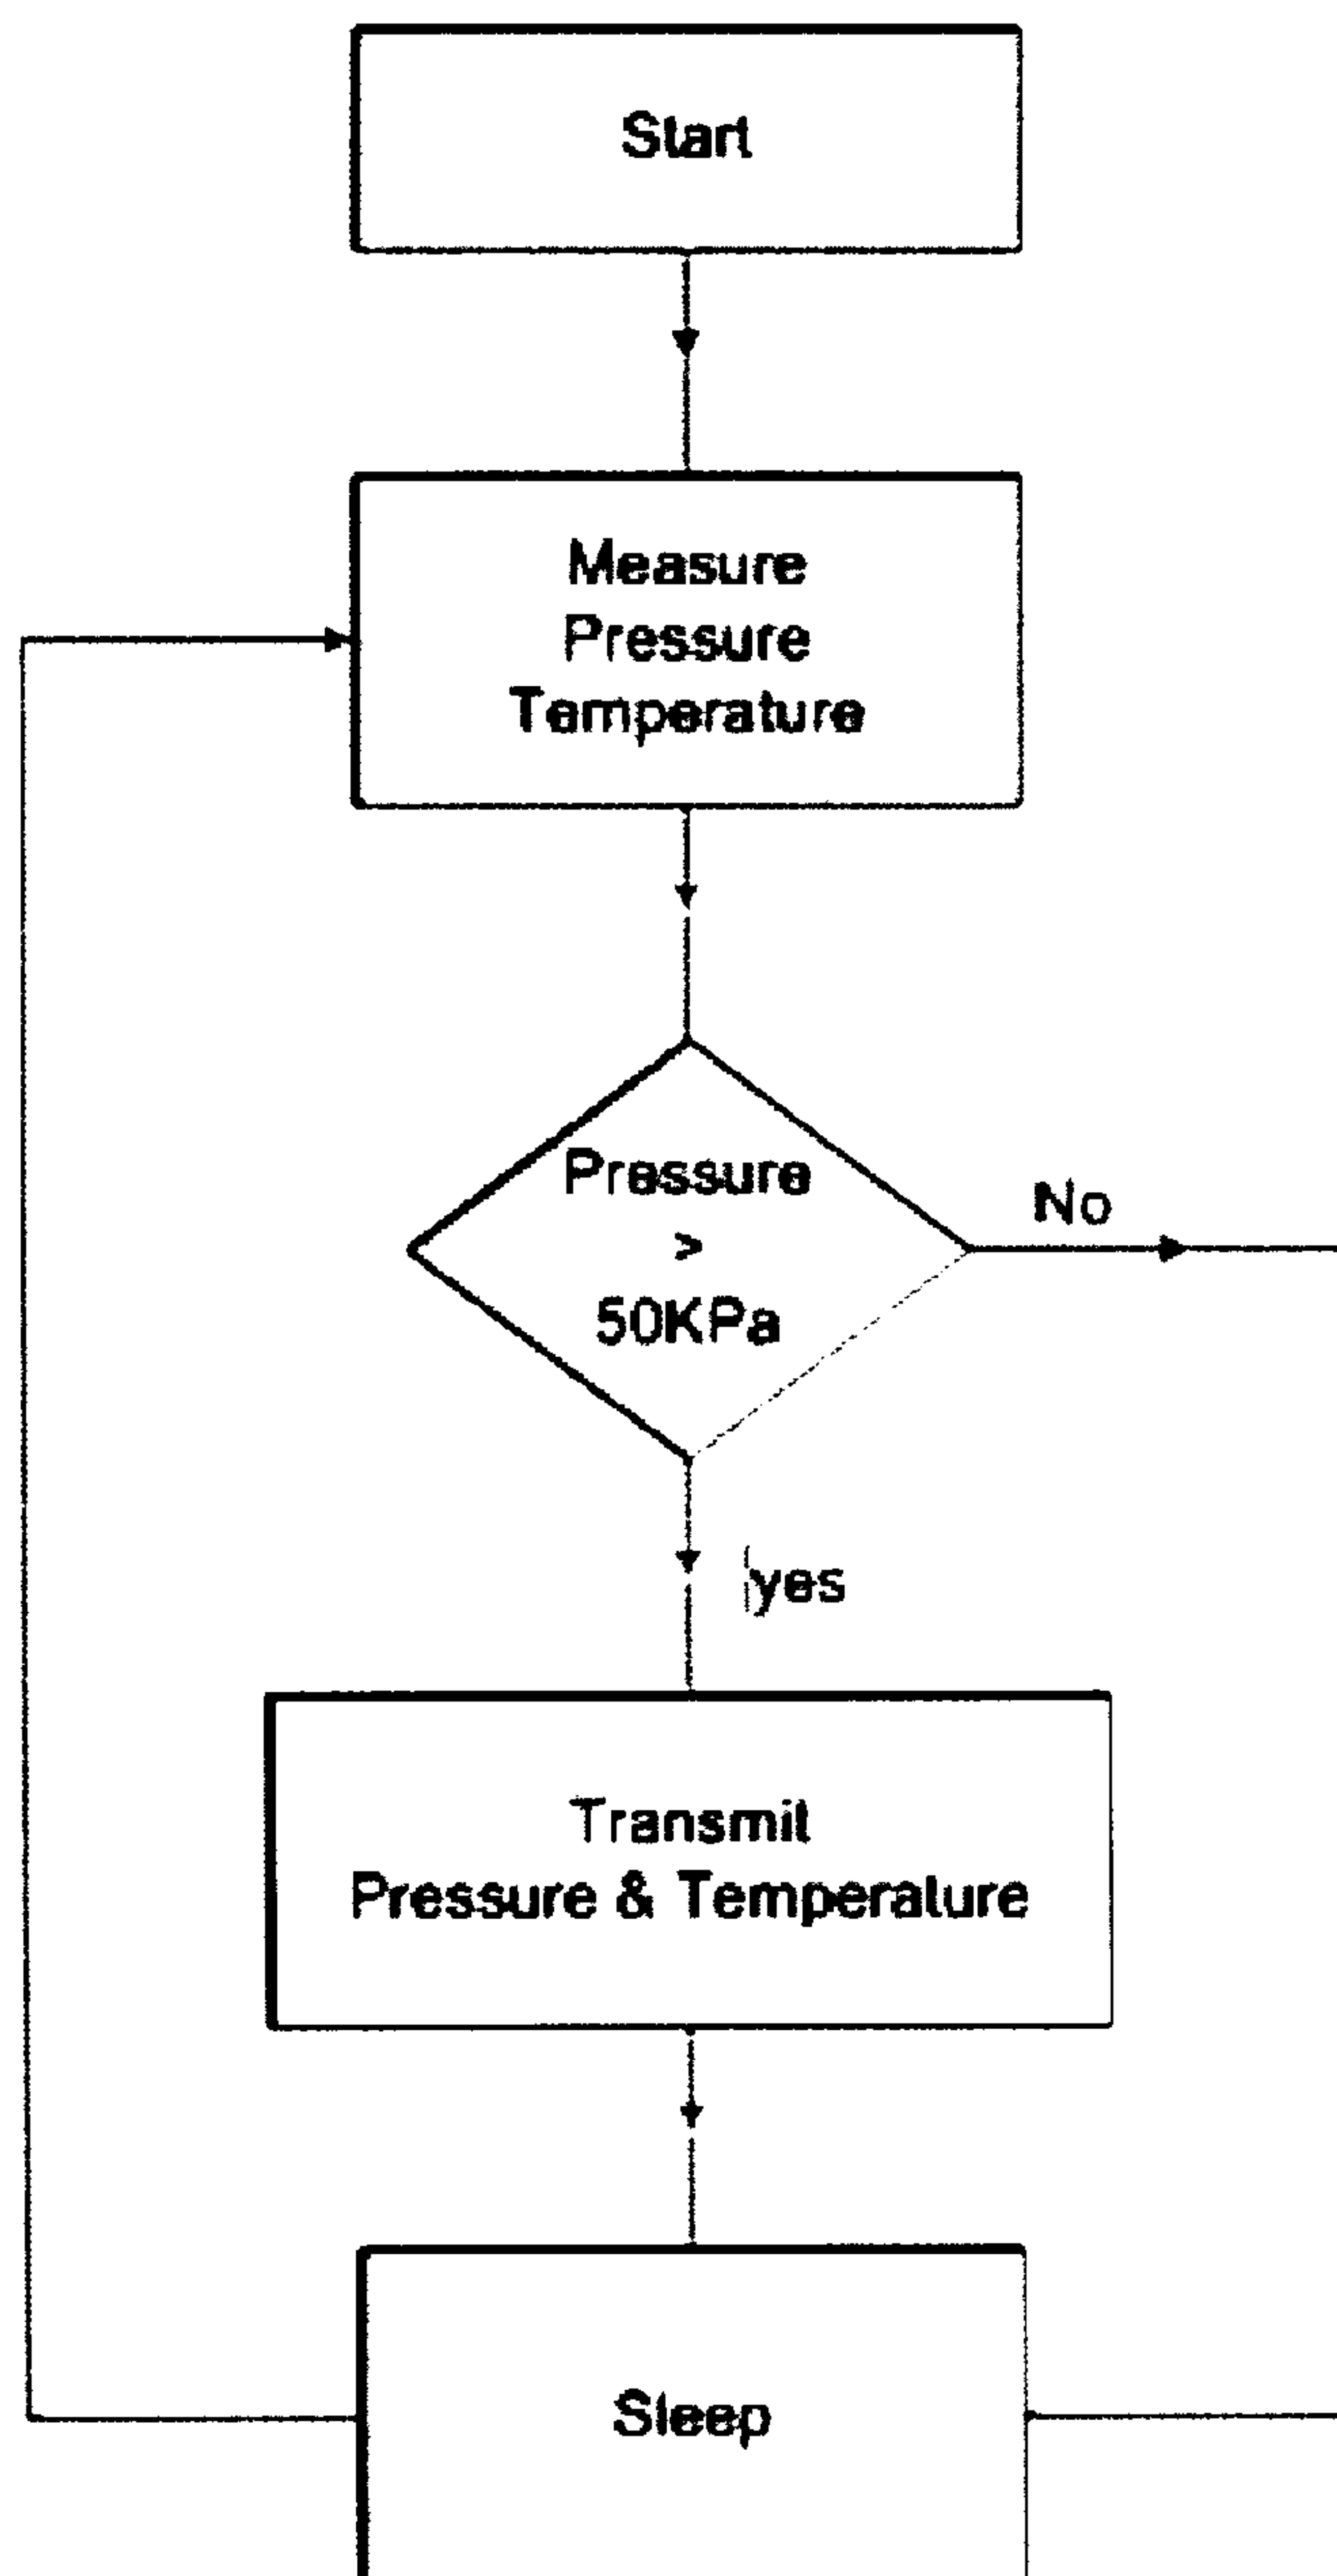 Start
Measure
Pressure
Temperature
Pressure
>
50KPa
No
yes
Transmit
Pressure & Temperature
Sleep